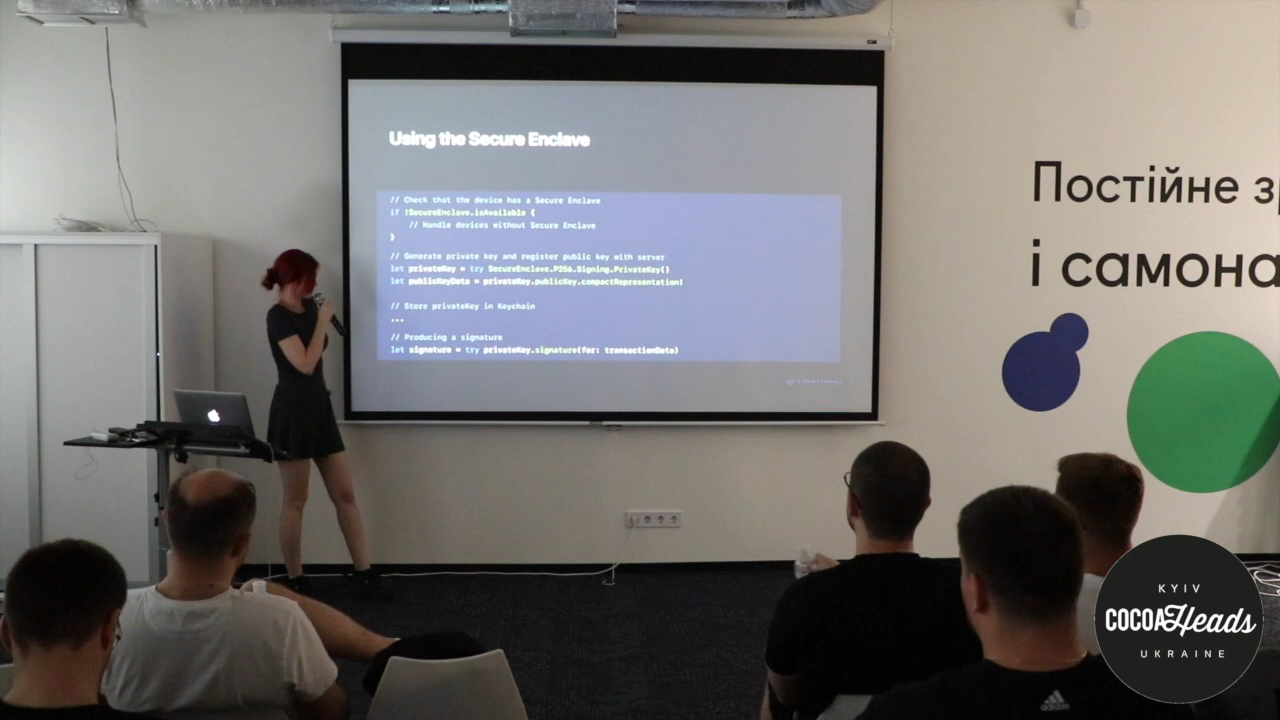 Using the Secure Enclave
// Check that the device has a Secure Enclave
if !SecureEnclave.isAvailable {
// Handle devices without Secure Enclave
}
// Generate private key and register public key with server
let privateKey = try SecureEnclave.P256.Signing.PrivateKey()
let publicKeyData = privateKey.publicKey.compactRepresentation!
// Store privateKey in Keychain
...
// Producing a signature
let signature = try privateKey.signature(for: transactionData)
Постійне
і
KYIV
COCOAHeads
UKRAINE
adidas